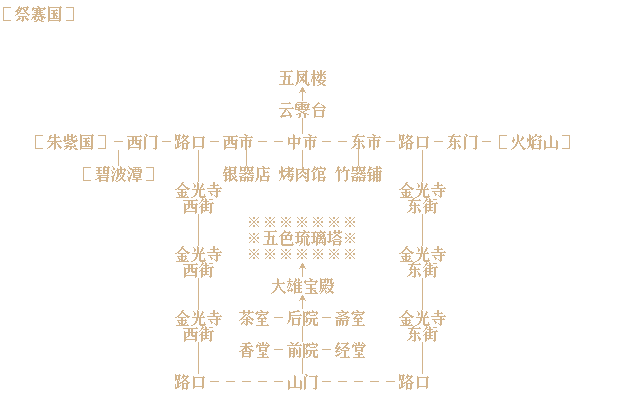 ［祭赛国］
五凤楼
云霁台
［朱紫国］－西门－路口－西市－－中市－－东市－路口－东门－［火焰山］
［碧波潭］ 银器店 烤肉馆 竹器铺
金光寺 金光寺
西街 东街
※※※※※※※
※五色琉璃塔※
※※※※※※※
金光寺 金光寺
西街 东街
大雄宝殿
金光寺 茶室－后院－斋室 金光寺
西街 东街
香堂－前院－经堂
路口－－－－－山门－－－－－路口